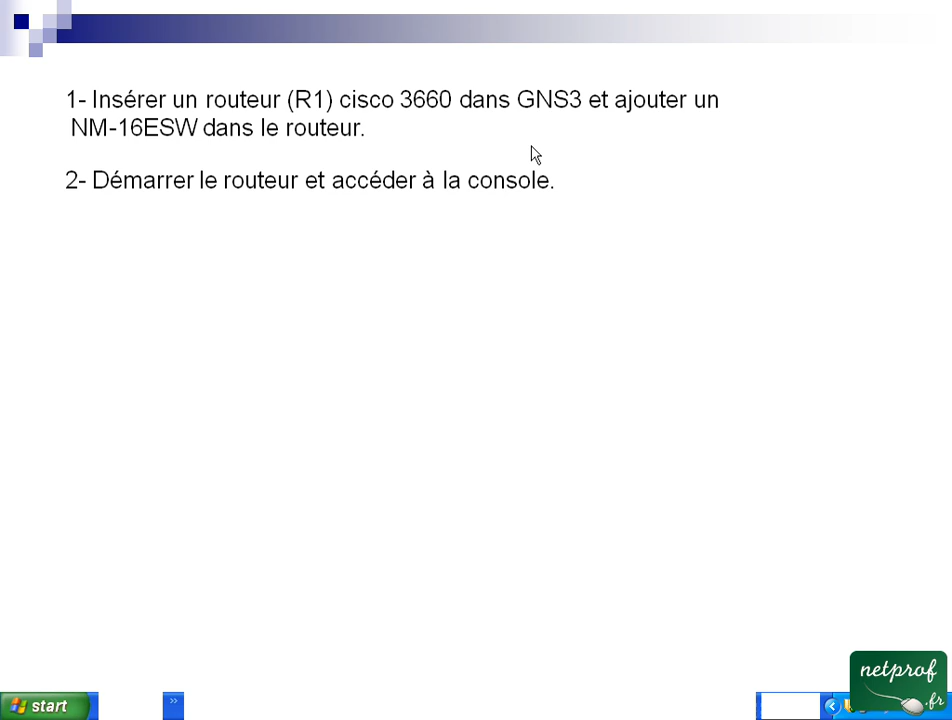 1- Insérer un routeur (R1) cisco 3660 dans GNS3 et ajouter un
NM-16ESW dans le routeur.
2- Démarrer le routeur et accéder à la console.
netprof
.fr
start